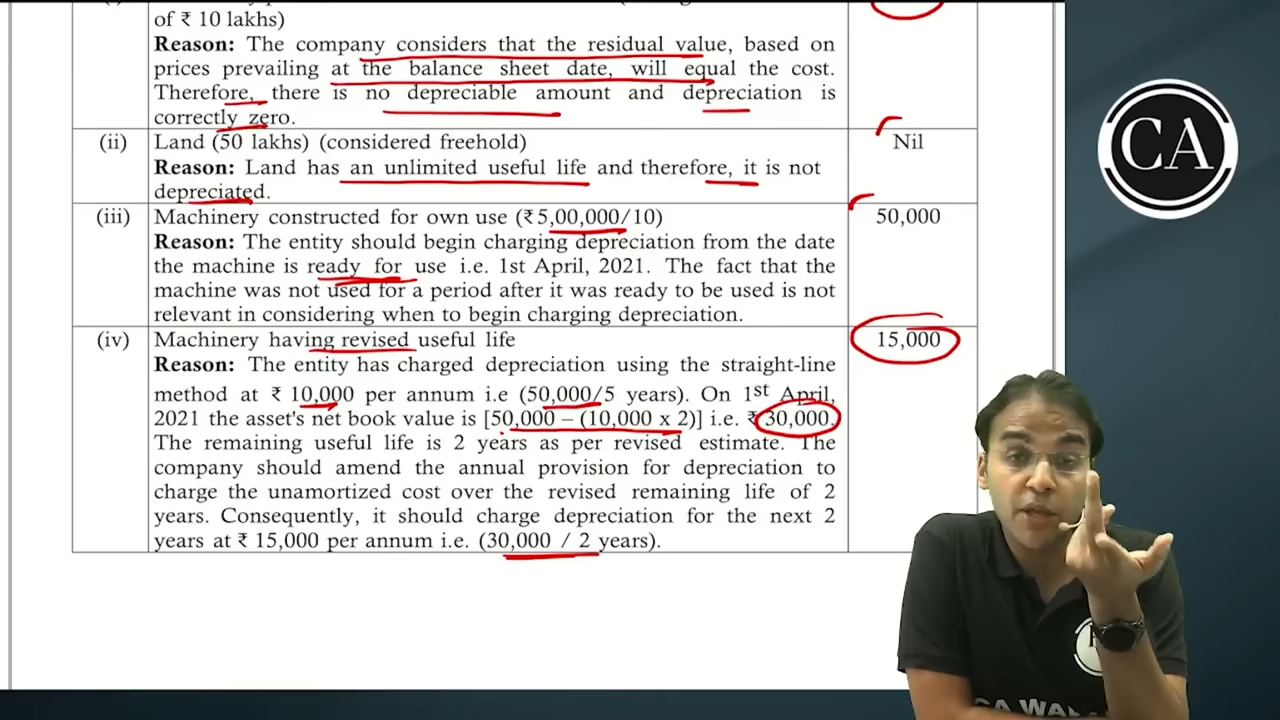 of ₹ 10 lakhs)
Reason: The company considers that the residual value, based on
prices prevailing at the balance sheet date, will equal the cost.
Therefore, there is no depreciable amount and depreciation is
correctly zero.
(ii) Land (50 lakhs) (considered freehold) Nil
Reason: Land has an unlimited useful life and therefore, it is not
depreciated.
(iii) Machinery constructed for own use (₹ 5,00,000/10) 50,000
Reason: The entity should begin charging depreciation from the date
the machine is ready for use i.e. 1st April, 2021. The fact that the
machine was not used for a period after it was ready to be used is not
relevant in considering when to begin charging depreciation.
(iv) Machinery having revised useful life 15,000
Reason: The entity has charged depreciation using the straight-line
method at ₹ 10,000 per annum i.e (50,000/5 years). On 1st April,
2021 the asset's net book value is [50,000 – (10,000 x 2)] i.e. ₹ 30,000.
The remaining useful life is 2 years as per revised estimate. The
company should amend the annual provision for depreciation to
charge the unamortized cost over the revised remaining life of 2
years. Consequently, it should charge depreciation for the next 2
years at ₹ 15,000 per annum i.e. (30,000 / 2 years).
CA